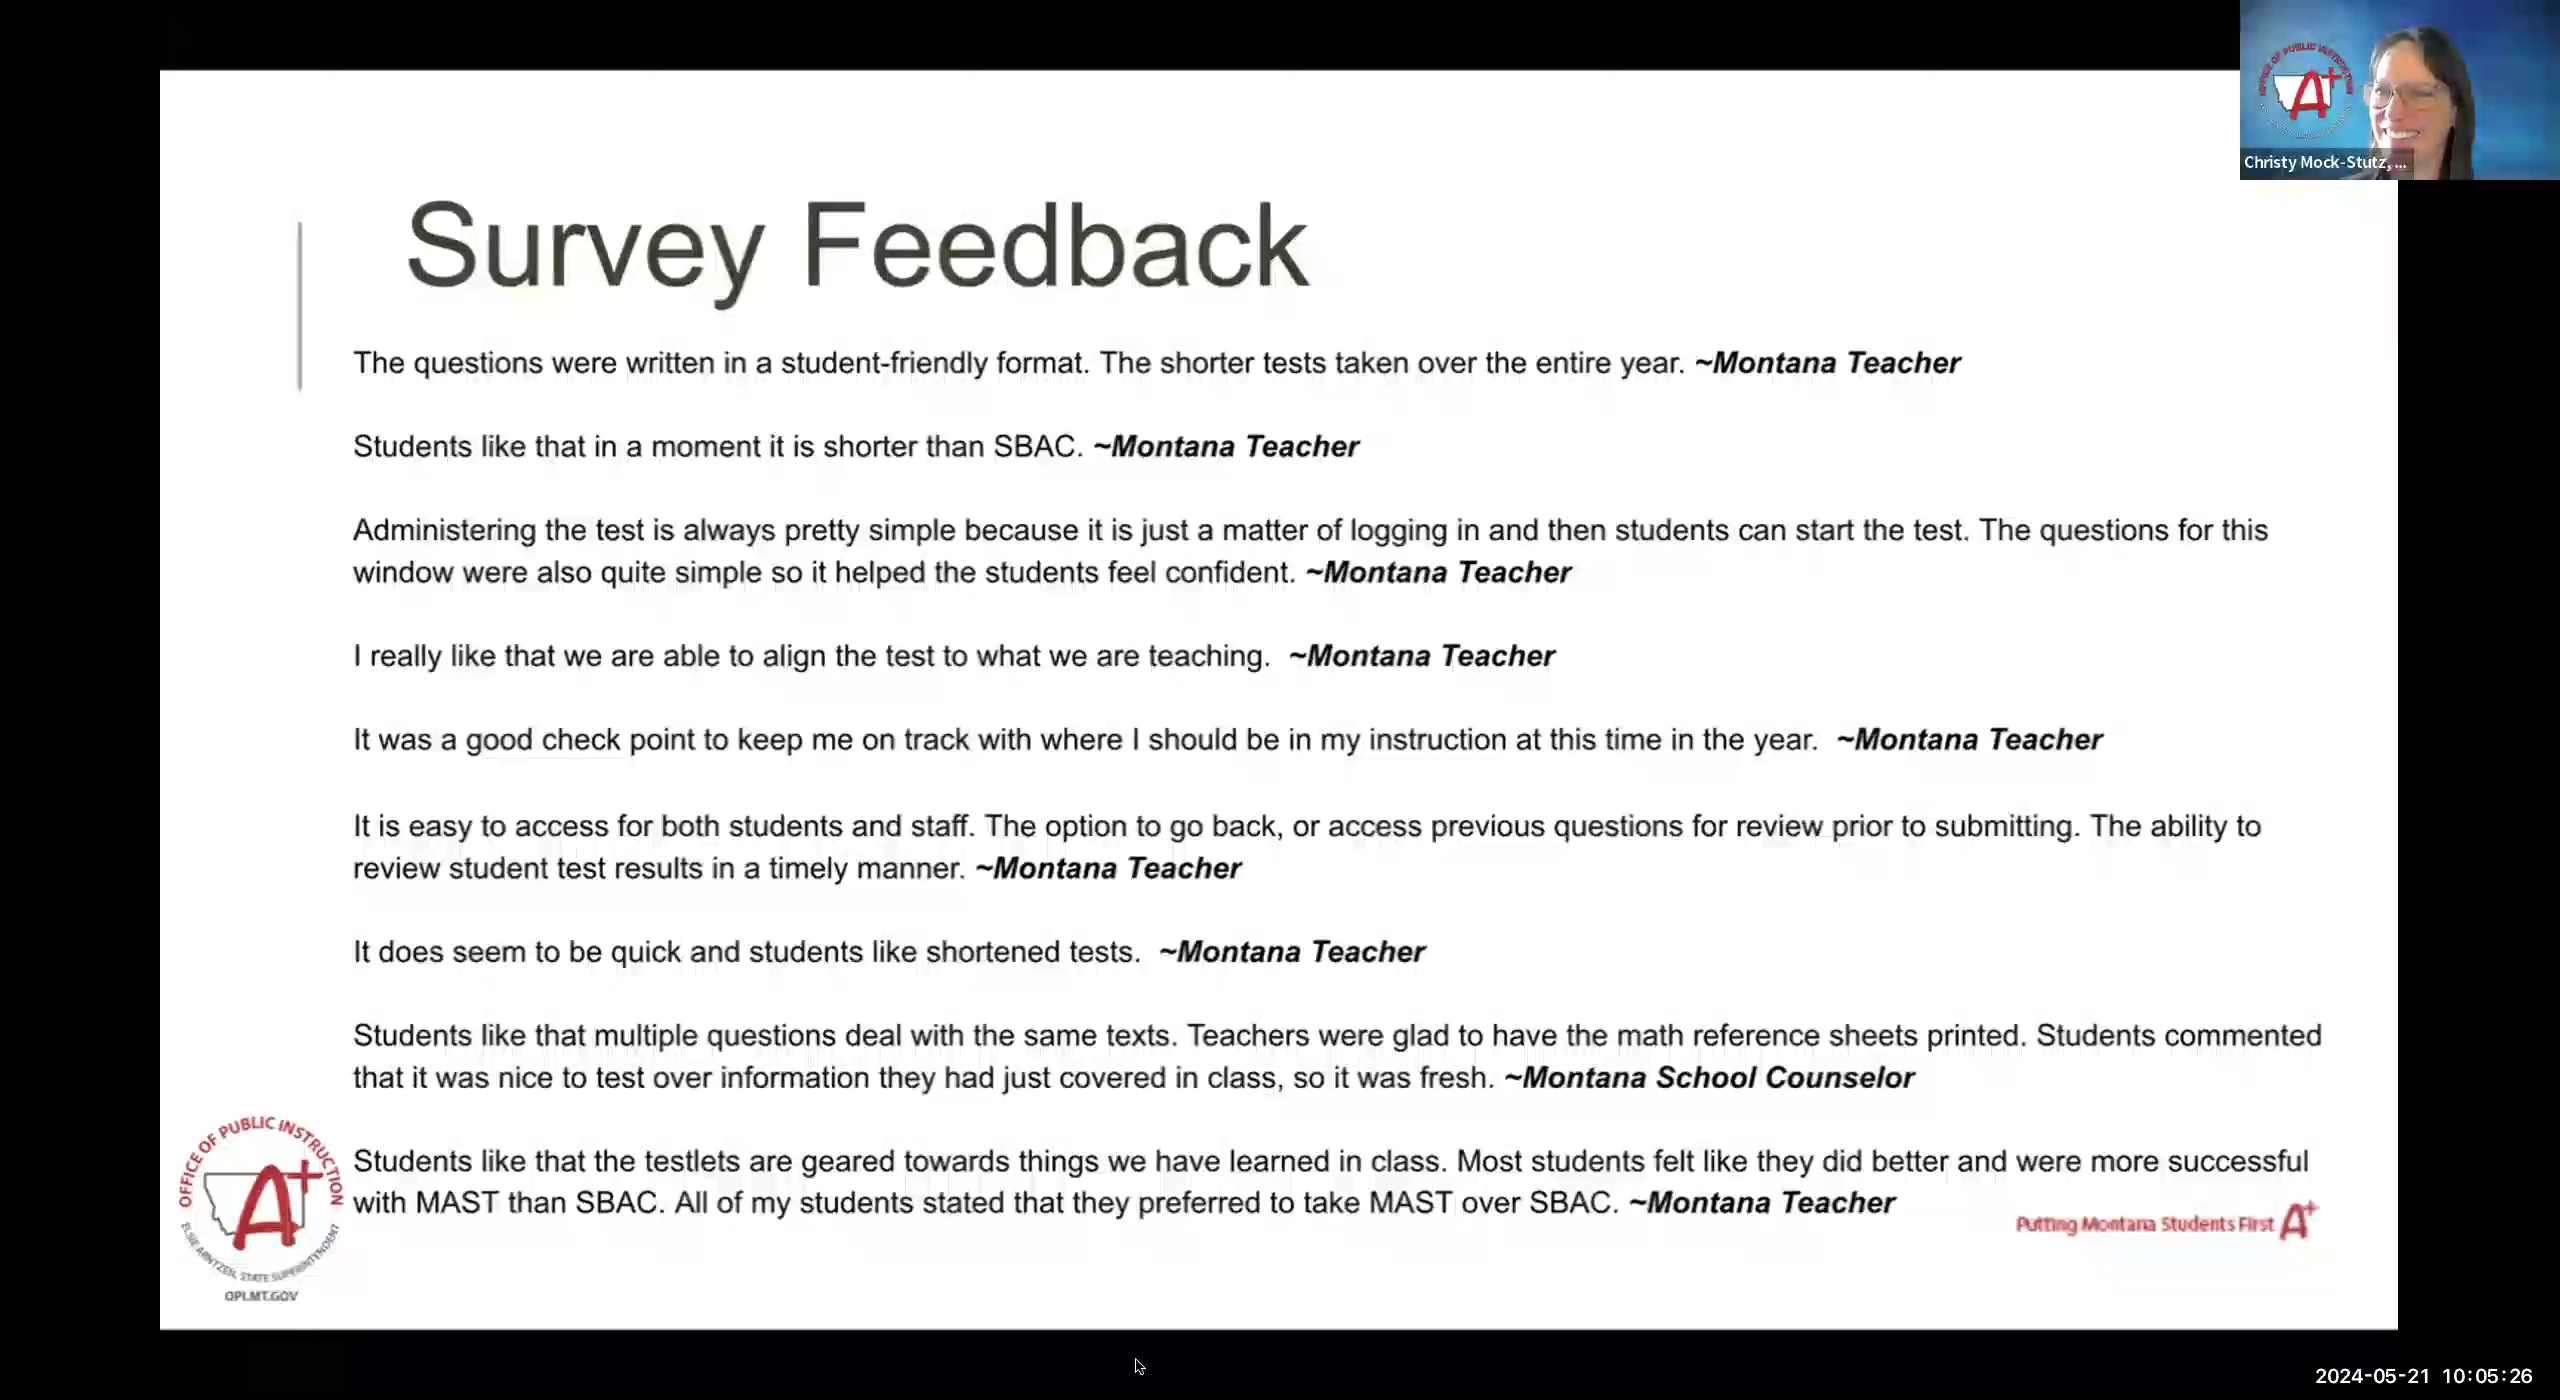 OFFICE OF PUBLIC INSTRUCTION
A+
Christy Mock-Stutz, ...
Survey Feedback
The questions were written in a student-friendly format. The shorter tests taken over the entire year. ~Montana Teacher
Students like that in a moment it is shorter than SBAC. ~Montana Teacher
Administering the test is always pretty simple because it is just a matter of logging in and then students can start the test. The questions for this
window were also quite simple so it helped the students feel confident. ~Montana Teacher
I really like that we are able to align the test to what we are teaching. ~Montana Teacher
It was a good check point to keep me on track with where I should be in my instruction at this time in the year. ~Montana Teacher
It is easy to access for both students and staff. The option to go back, or access previous questions for review prior to submitting. The ability to
review student test results in a timely manner. ~Montana Teacher
It does seem to be quick and students like shortened tests. ~Montana Teacher
Students like that multiple questions deal with the same texts. Teachers were glad to have the math reference sheets printed. Students commented
that it was nice to test over information they had just covered in class, so it was fresh. ~Montana School Counselor
Students like that the testlets are geared towards things we have learned in class. Most students felt like they did better and were more successful
with MAST than SBAC. All of my students stated that they preferred to take MAST over SBAC. ~Montana Teacher
OFFICE OF PUBLIC INSTRUCTION
A+
ELSIE ARNTZEN, STATE SUPERINTENDENT
OPI.MT.GOV
Putting Montana Students First A+
2024-05-21 10:05:26